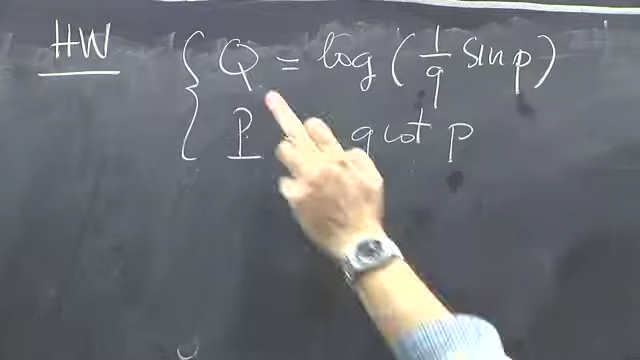 HW
Q = log ( 1/q sin p )
P q cot p